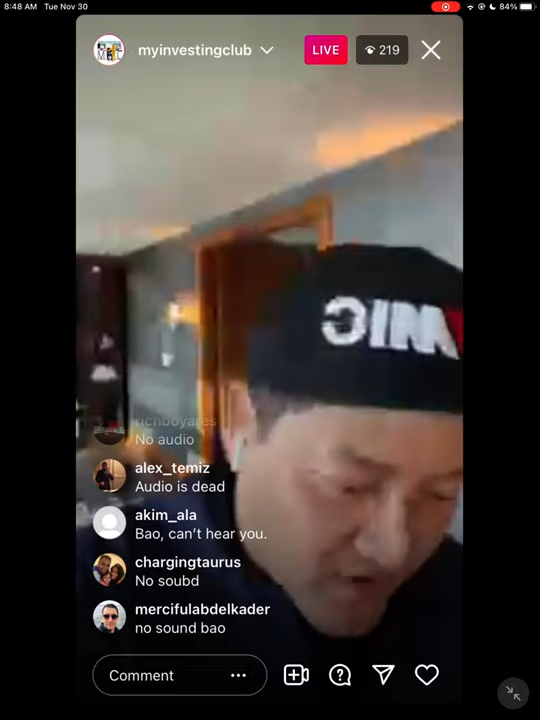 8:48 AM Tue Nov 30
84%
myinvestingclub
LIVE
219
richboyares
No audio
alex_temiz
Audio is dead
akim_ala
Bao, can't hear you.
chargingtaurus
No soubd
mercifulabdelkader
no sound bao
Comment